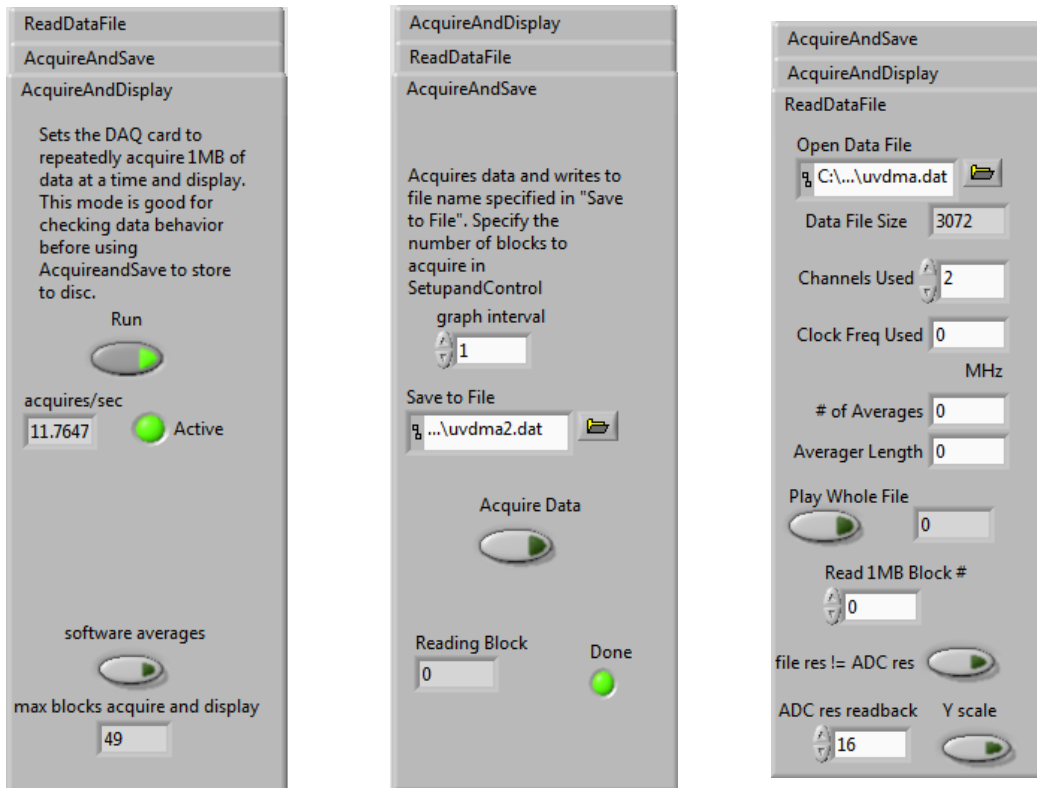 ReadDataFile
AcquireAndSave
AcquireAndDisplay
Sets the DAQ card to
repeatedly acquire 1MB of
data at a time and display.
This mode is good for
checking data behavior
before using
AcquireandSave to store
to disc.
Run
acquires/sec
11.7647
Active
software averages
max blocks acquire and display
49
AcquireAndDisplay
ReadDataFile
AcquireAndSave
Acquires data and writes to
file name specified in "Save
to File". Specify the
number of blocks to
acquire in
SetupandControl
graph interval
1
Save to File
...\uvdma2.dat
Acquire Data
Reading Block
0
Done
AcquireAndSave
AcquireAndDisplay
ReadDataFile
Open Data File
C:\...\uvdma.dat
Data File Size 3072
Channels Used 2
Clock Freq Used 0
MHz
# of Averages 0
Averager Length 0
Play Whole File
0
Read 1MB Block #
0
file res != ADC res
ADC res readback Y scale
16